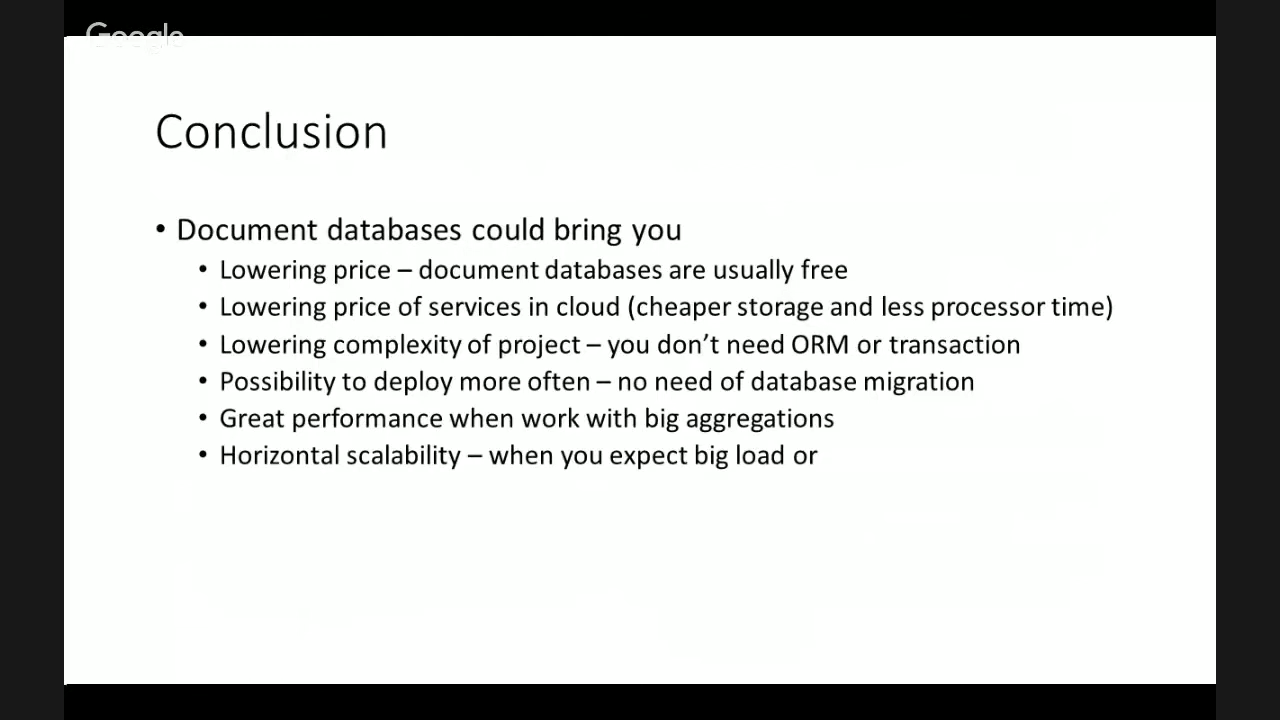 Google
Conclusion
• Document databases could bring you
• Lowering price – document databases are usually free
• Lowering price of services in cloud (cheaper storage and less processor time)
• Lowering complexity of project – you don’t need ORM or transaction
• Possibility to deploy more often – no need of database migration
• Great performance when work with big aggregations
• Horizontal scalability – when you expect big load or